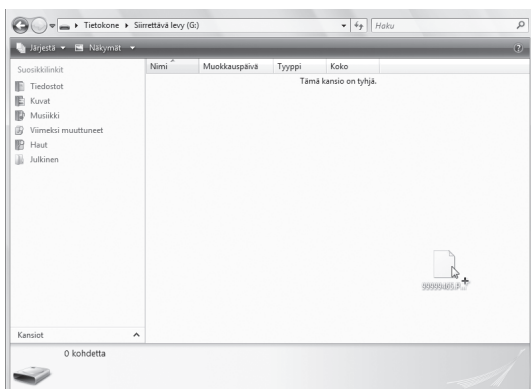 Tietokone ▸ Siirrettävä levy (G:)
Haku
Järjestä
Näkymät
Suosikkilinkit
Tiedostot
Kuvat
Musiikki
Viimeksi muuttuneet
Haut
Julkinen
Nimi Muokkauspäivä Tyyppi Koko
Tämä kansio on tyhjä.
Kansiot
0 kohdetta